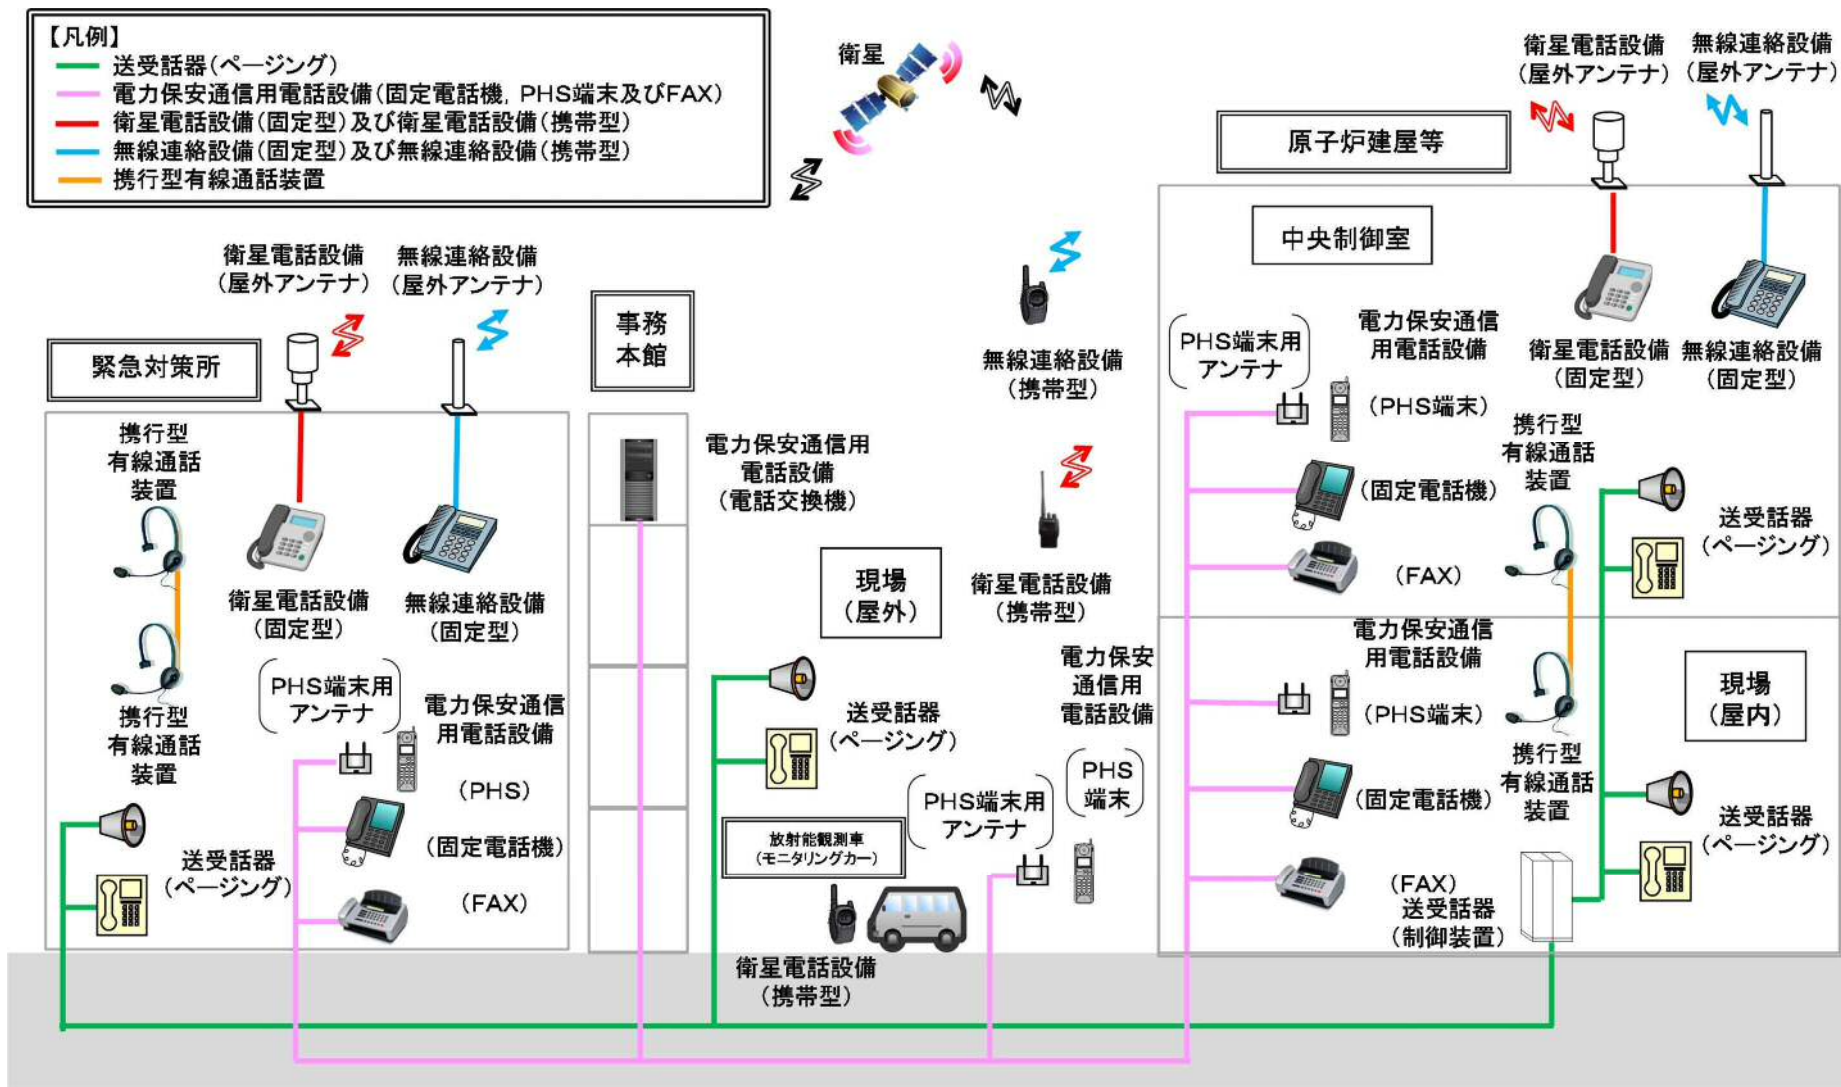 【凡例】
送受話器(ページング)
電力保安通信用電話設備(固定電話機, PHS端末及びFAX)
衛星電話設備(固定型)及び衛星電話設備(携帯型)
無線連絡設備(固定型)及び無線連絡設備(携帯型)
携行型有線通話装置
衛星
衛星電話設備
(屋外アンテナ)
無線連絡設備
(屋外アンテナ)
原子炉建屋等
中央制御室
衛星電話設備
(固定型)
無線連絡設備
(固定型)
PHS端末用
アンテナ
電力保安通信
用電話設備
(PHS端末)
(固定電話機)
(FAX)
携行型
有線通話
装置
送受話器
(ページング)
電力保安通信
用電話設備
(PHS端末)
(固定電話機)
(FAX)
携行型
有線通話
装置
現場
(屋内)
送受話器
(ページング)
送受話器
(制御装置)
衛星電話設備
(屋外アンテナ)
無線連絡設備
(屋外アンテナ)
緊急対策所
携行型
有線通話
装置
衛星電話設備
(固定型)
無線連絡設備
(固定型)
携行型
有線通話
装置
PHS端末用
アンテナ
電力保安通信
用電話設備
(PHS)
(固定電話機)
(FAX)
送受話器
(ページング)
事務
本館
電力保安通信用
電話設備
(電話交換機)
無線連絡設備
(携帯型)
衛星電話設備
(携帯型)
現場
(屋外)
送受話器
(ページング)
電力保安
通信用
電話設備
PHS
端末
PHS端末用
アンテナ
放射能観測車
(モニタリングカー)
衛星電話設備
(携帯型)